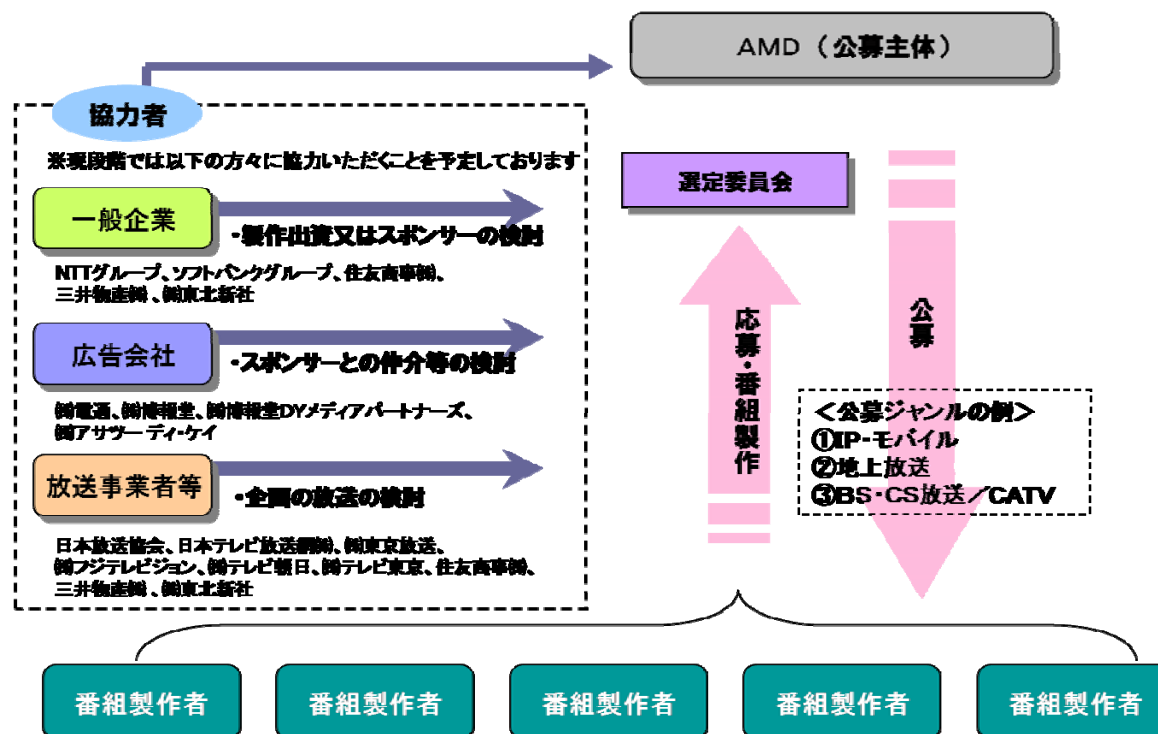 AMD（公募主体）
協力者
※現段階では以下の方々に協力いただくことを予定しております
選定委員会
一般企業
・製作出資又はスポンサーの検討
NTTグループ、ソフトバンクグループ、住友商事㈱、
三井物産㈱、㈱東北新社
広告会社
・スポンサーとの仲介等の検討
㈱電通、㈱博報堂、㈱博報堂DYメディアパートナーズ、
㈱アサツー ディ・ケイ
放送事業者等
・企画の放送の検討
日本放送協会、日本テレビ放送網㈱、㈱東京放送、
㈱フジテレビジョン、㈱テレビ朝日、㈱テレビ東京、住友商事㈱、
三井物産㈱、㈱東北新社
応募・番組製作
公募
＜公募ジャンルの例＞
①IP・モバイル
②地上放送
③BS・CS放送／CATV
番組製作者
番組製作者
番組製作者
番組製作者
番組製作者